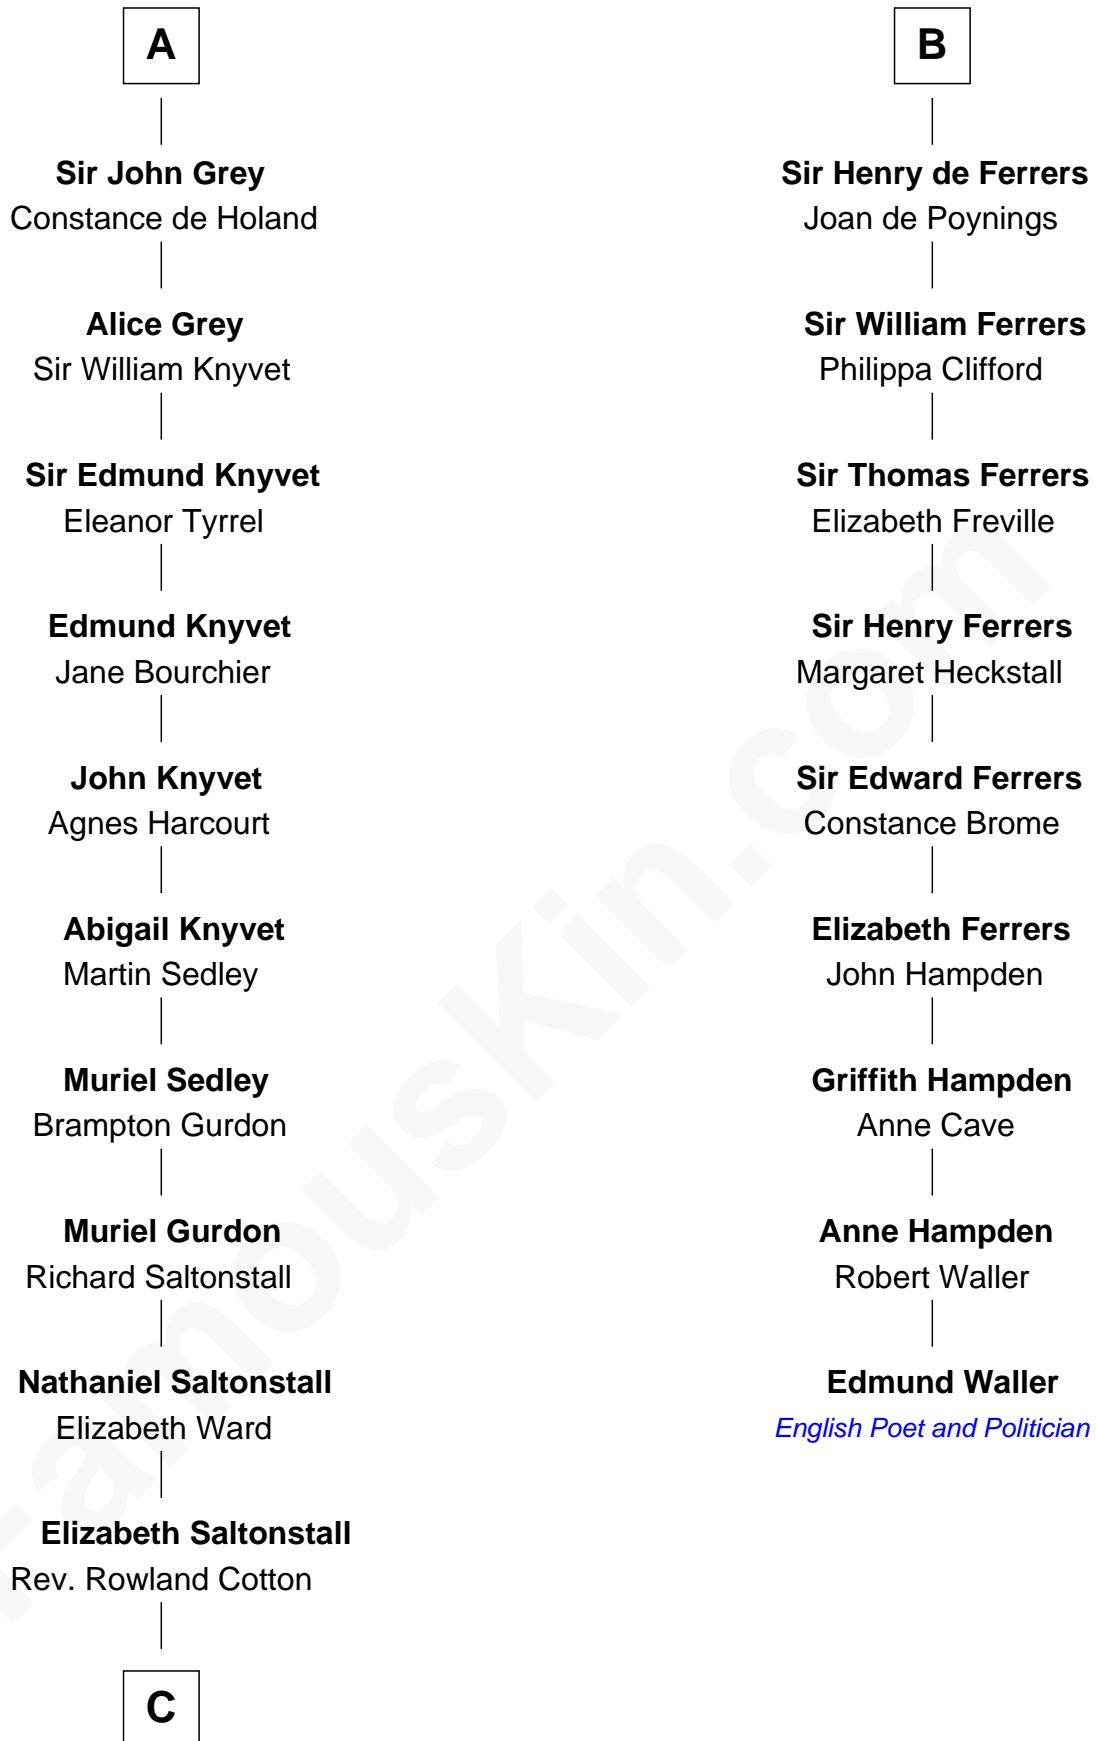 A
Sir John Grey
Constance de Holand
Alice Grey
Sir William Knyvet
Sir Edmund Knyvet
Eleanor Tyrrel
Edmund Knyvet
Jane Bourchier
John Knyvet
Agnes Harcourt
Abigail Knyvet
Martin Sedley
Muriel Sedley
Brampton Gurdon
Muriel Gurdon
Richard Saltonstall
Nathaniel Saltonstall
Elizabeth Ward
Elizabeth Saltonstall
Rev. Rowland Cotton
C
B
Sir Henry de Ferrers
Joan de Poynings
Sir William Ferrers
Philippa Clifford
Sir Thomas Ferrers
Elizabeth Freville
Sir Henry Ferrers
Margaret Heckstall
Sir Edward Ferrers
Constance Brome
Elizabeth Ferrers
John Hampden
Griffith Hampden
Anne Cave
Anne Hampden
Robert Waller
Edmund Waller
English Poet and Politician
FamousKin.com